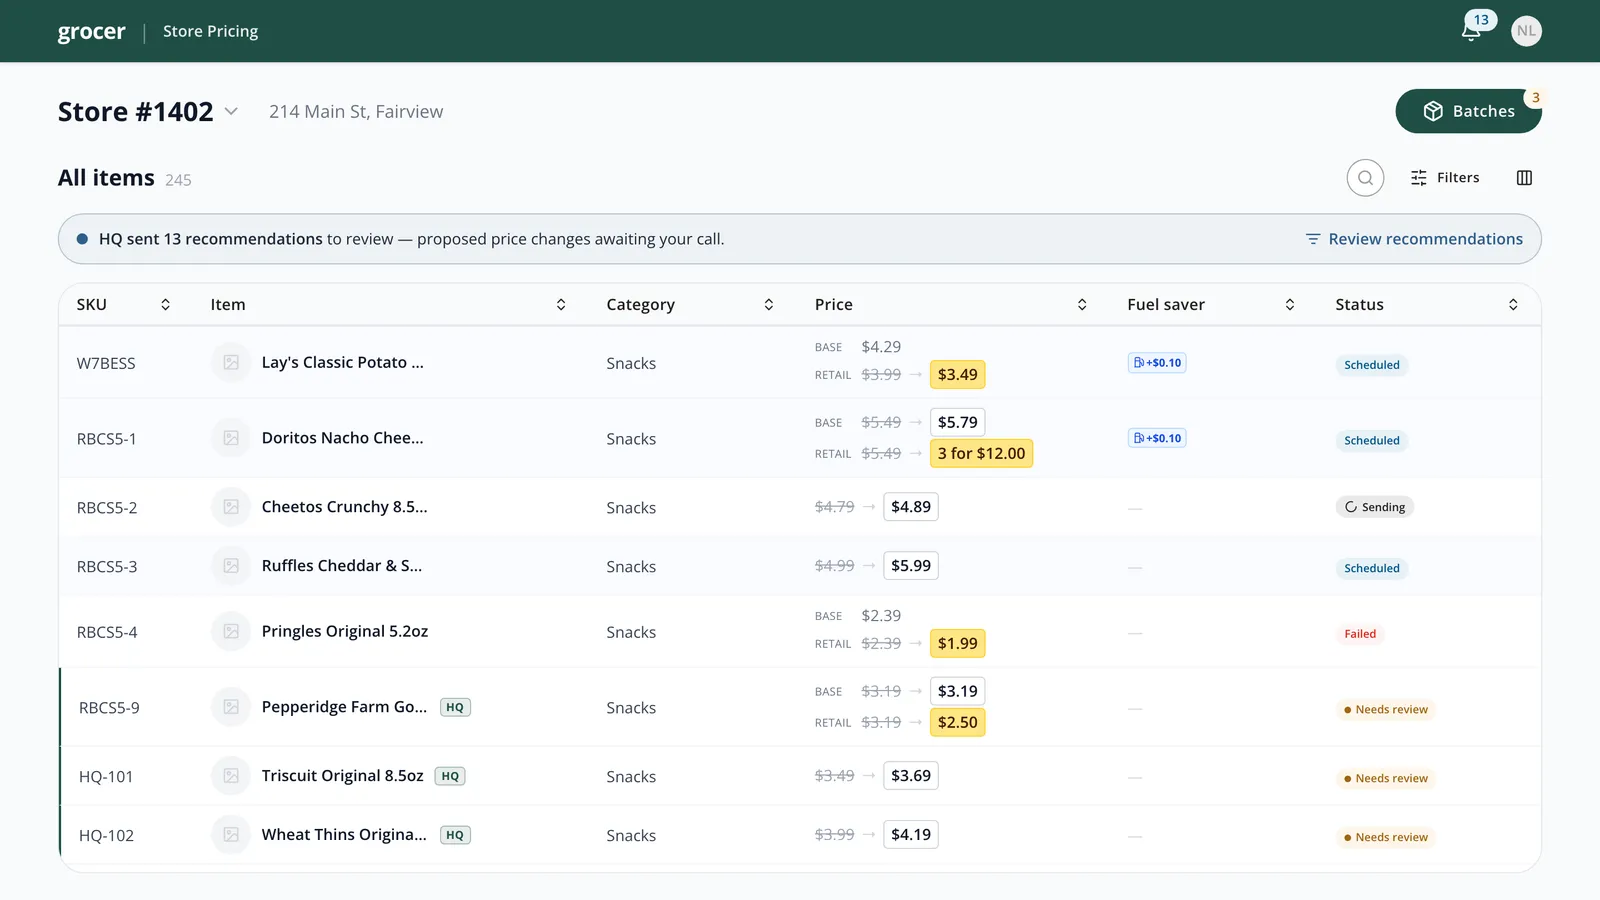 grocer | Store Pricing
13
NL
Store #1402
214 Main St, Fairview
Batches
3
All items 245
Filters
HQ sent 13 recommendations to review — proposed price changes awaiting your call.
Review recommendations
SKU Item Category Price Fuel saver Status
W7BESS Lay's Classic Potato ... Snacks BASE $4.29
RETAIL $3.99 → $3.49
+$0.10 Scheduled
RBCS5-1 Doritos Nacho Chee... Snacks BASE $5.49 → $5.79
RETAIL $5.49 → 3 for $12.00
+$0.10 Scheduled
RBCS5-2 Cheetos Crunchy 8.5... Snacks $4.79 → $4.89 — Sending
RBCS5-3 Ruffles Cheddar & S... Snacks $4.99 → $5.99 — Scheduled
RBCS5-4 Pringles Original 5.2oz Snacks BASE $2.39
RETAIL $2.39 → $1.99
— Failed
RBCS5-9 Pepperidge Farm Go... HQ Snacks BASE $3.19 → $3.19
RETAIL $3.19 → $2.50
— Needs review
HQ-101 Triscuit Original 8.5oz HQ Snacks $3.49 → $3.69 — Needs review
HQ-102 Wheat Thins Origina... HQ Snacks $3.99 → $4.19 — Needs review